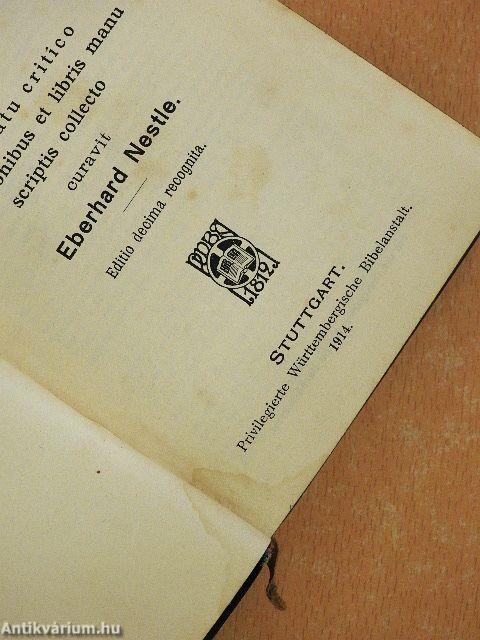 atu critico
onibus et libris manu
scriptis collecto
curavit
Eberhard Nestle.
Editio decima recognita.
1812
STUTTGART.
Privilegierte Württembergische Bibelanstalt.
1914.
Antikvárium.hu